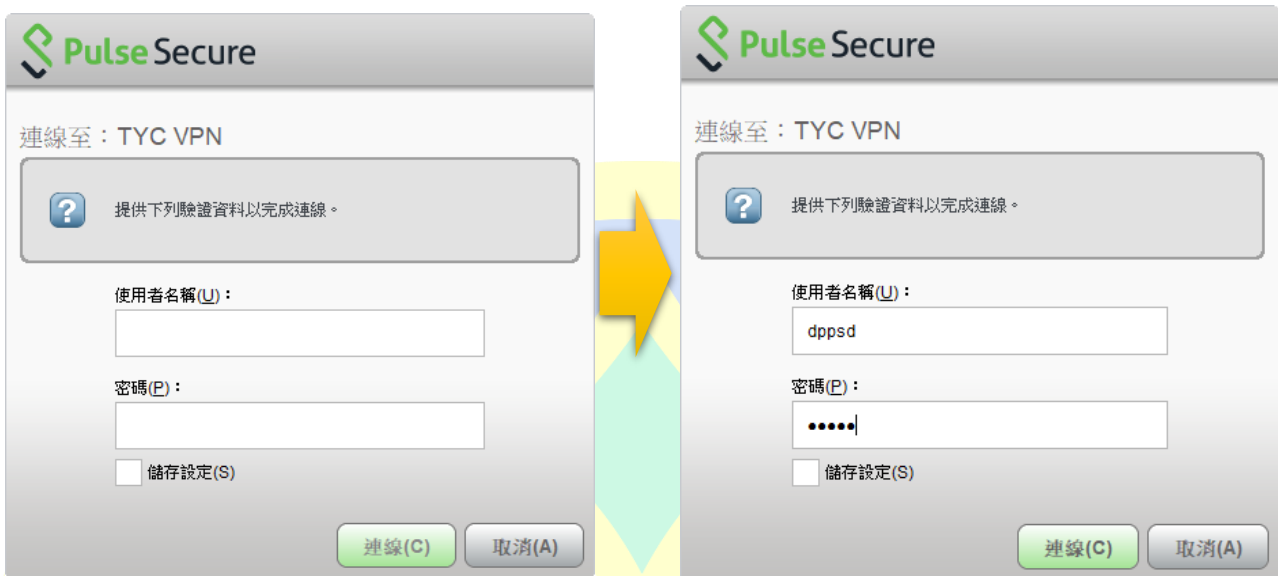 Pulse Secure
連線至：TYC VPN
?
提供下列驗證資料以完成連線。
使用者名稱(U)：
密碼(P)：
儲存設定(S)
連線(C)
取消(A)
Pulse Secure
連線至：TYC VPN
?
提供下列驗證資料以完成連線。
使用者名稱(U)：
dppsd
密碼(P)：
•••••
儲存設定(S)
連線(C)
取消(A)